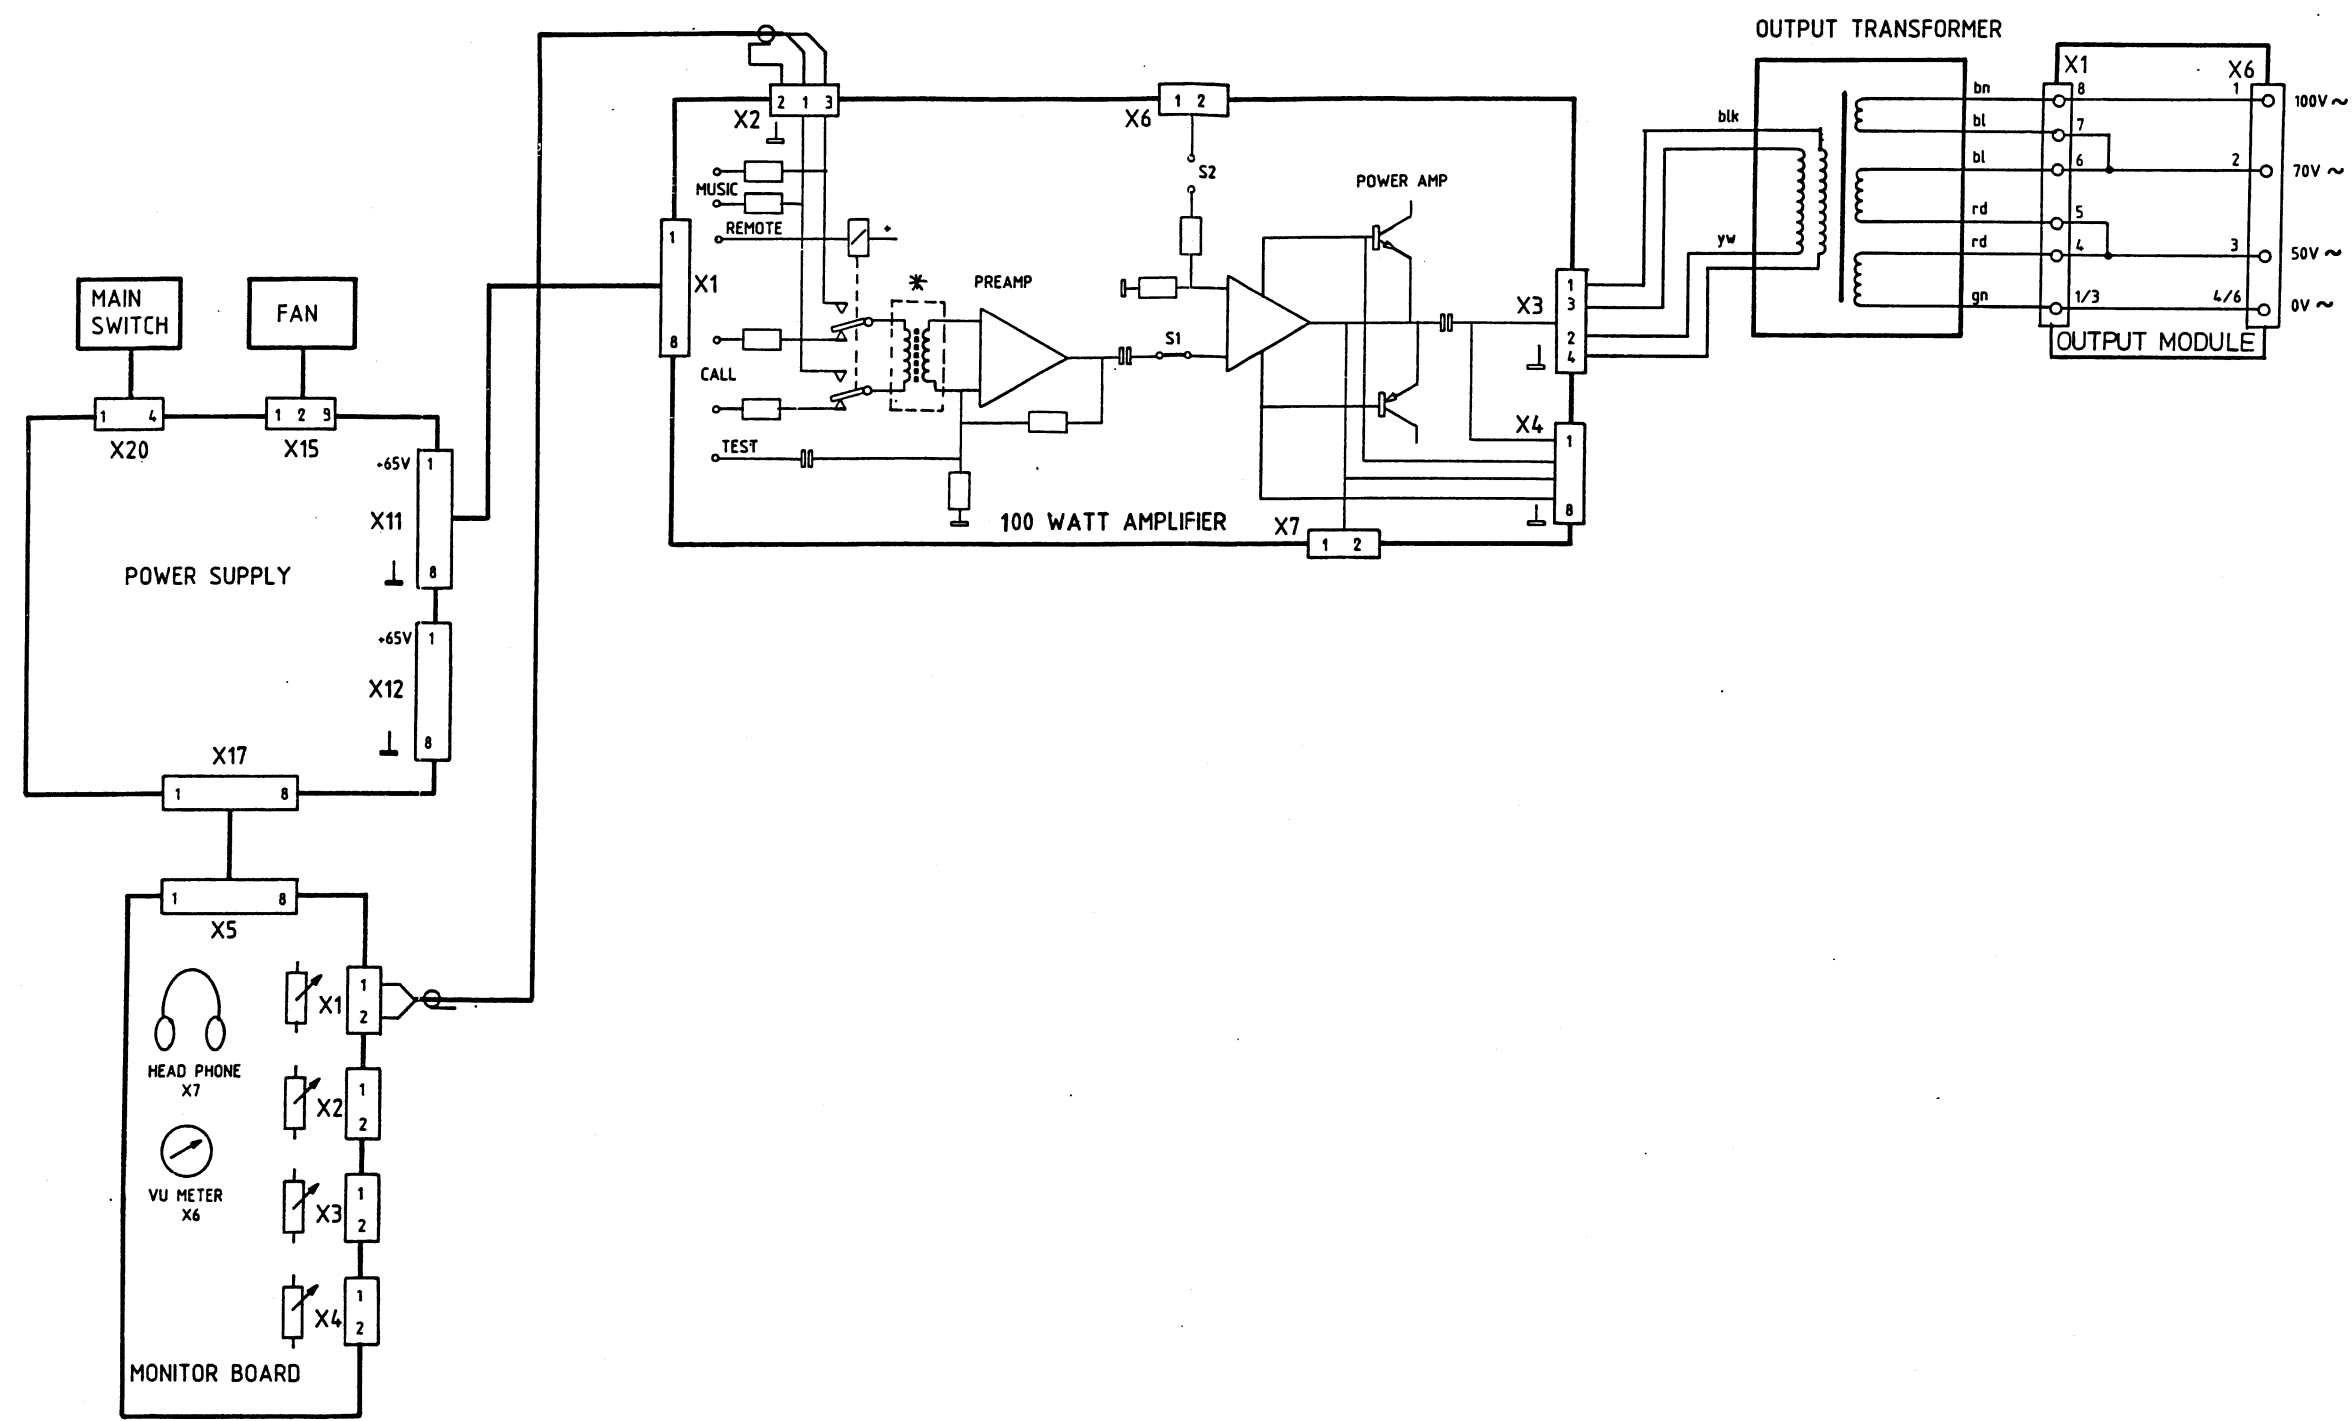 OUTPUT TRANSFORMER
X1
X6
bn
8
1
100V ~
bl
7
bl
6
2
70V ~
rd
5
rd
4
3
50V ~
gn
1/3
4/6
0V ~
OUTPUT MODULE
blk
yw
2 1 3
X2
1 2
X6
MUSIC
REMOTE
+
S2
POWER AMP
1
X1
8
*
PREAMP
CALL
S1
TEST
X3
1
3
2
4
X4
1
8
100 WATT AMPLIFIER
X7
1 2
MAIN
SWITCH
FAN
1 4
X20
1 2 9
X15
+65V
1
X11
8
POWER SUPPLY
+65V
1
X12
8
X17
1 8
1 8
X5
X1
1
2
HEAD PHONE
X7
X2
1
2
VU METER
X6
X3
1
2
X4
1
2
MONITOR BOARD